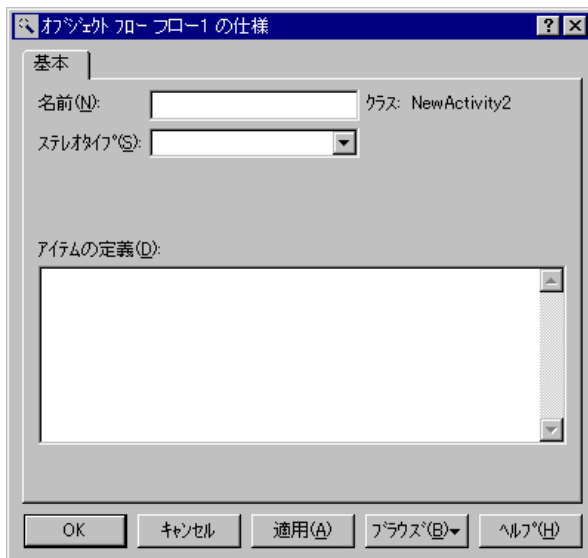 ｵﾌﾞｼﾞｪｸﾄ ﾌﾛｰ フロー1 の仕様
基本
名前(N): ｸﾗｽ: NewActivity2
ｽﾃﾚｵﾀｲﾌﾟ(S):
ｱｲﾃﾑの定義(D):
OK ｷｬﾝｾﾙ 適用(A) ﾌﾞﾗｳｽﾞ(B) ﾍﾙﾌﾟ(H)